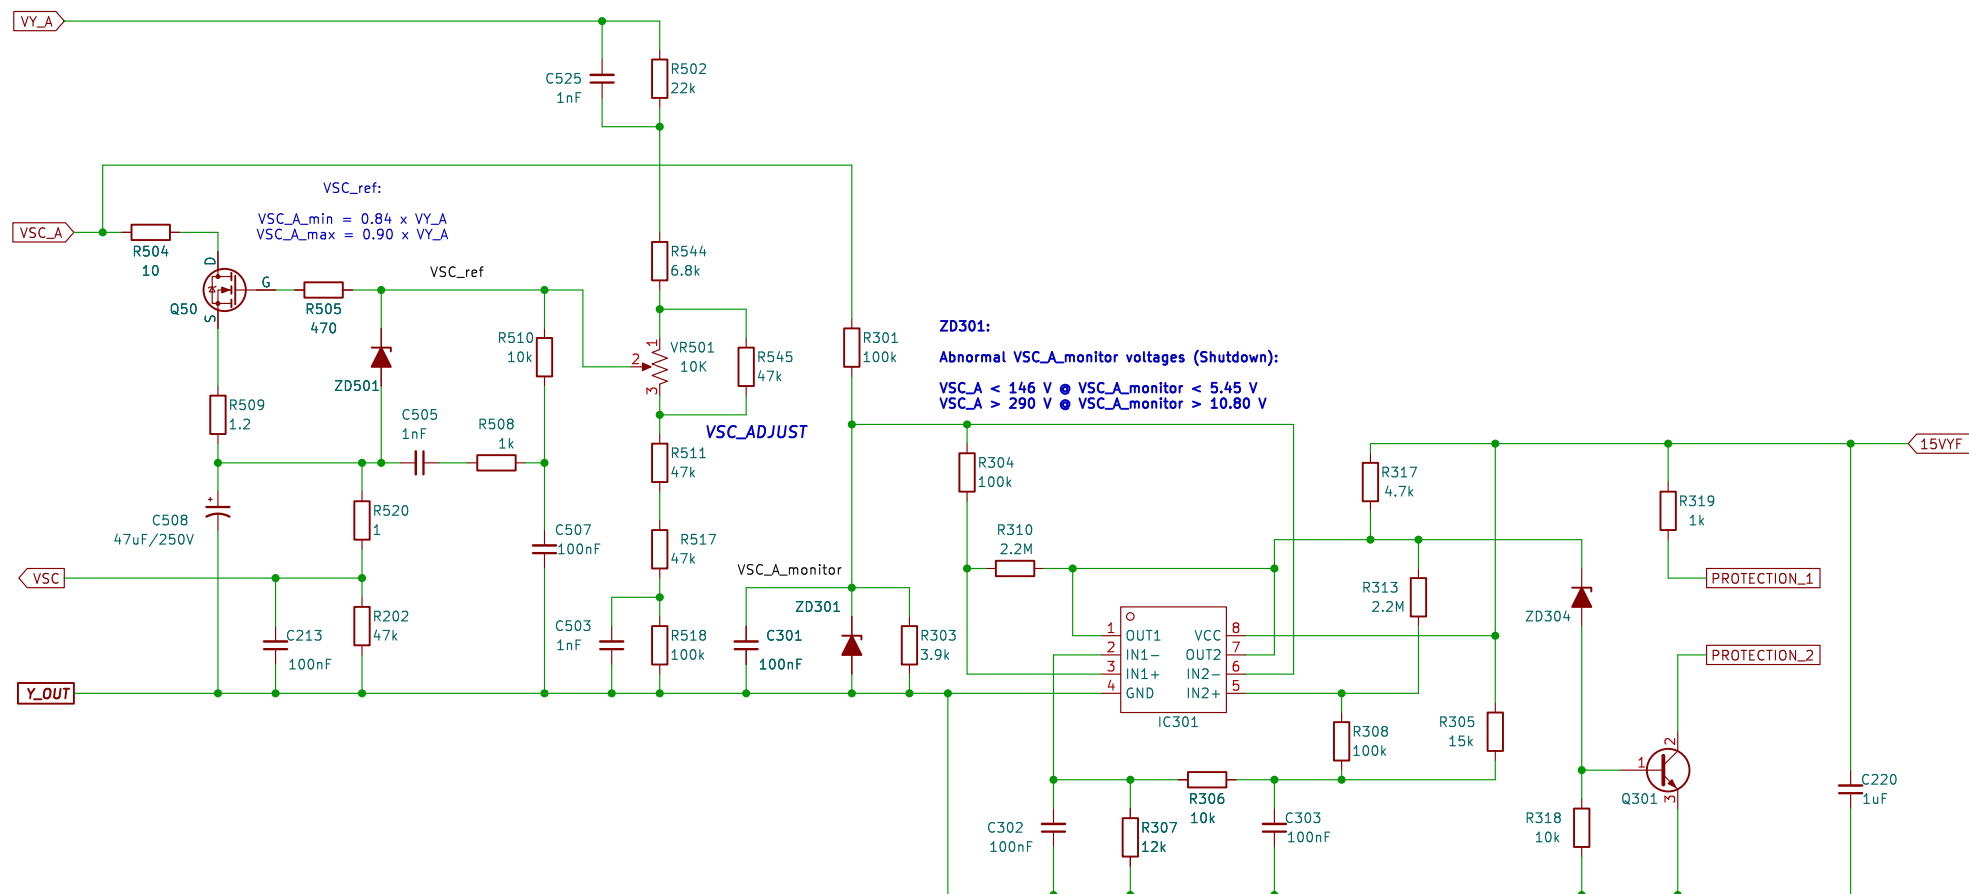 VY_A
C525
1nF
R502
22k
VSC_ref:
VSC_A_min = 0.84 x VY_A
VSC_A_max = 0.90 x VY_A
VSC_A
R504
10
D
G
S
Q50
R505
470
VSC_ref
R544
6.8k
R510
10k
ZD501
1
2
3
VR501
10K
R545
47k
R301
100k
ZD301:
Abnormal VSC_A_monitor voltages (Shutdown):
VSC_A < 146 V @ VSC_A_monitor < 5.45 V
VSC_A > 290 V @ VSC_A_monitor > 10.80 V
R509
1.2
C505
1nF
R508
1k
VSC_ADJUST
R511
47k
R304
100k
R317
4.7k
15VYF
R319
1k
+
C508
47uF/250V
R520
1
C507
100nF
R517
47k
R310
2.2M
VSC
VSC_A_monitor
R313
2.2M
PROTECTION_1
ZD304
R202
47k
C213
100nF
C503
1nF
R518
100k
C301
100nF
ZD301
R303
3.9k
1
2
3
4
OUT1
IN1-
IN1+
GND
VCC
OUT2
IN2-
IN2+
8
7
6
5
IC301
PROTECTION_2
Y_OUT
R308
100k
R305
15k
1
2
3
Q301
R306
10k
C220
1uF
C302
100nF
R307
12k
C303
100nF
R318
10k